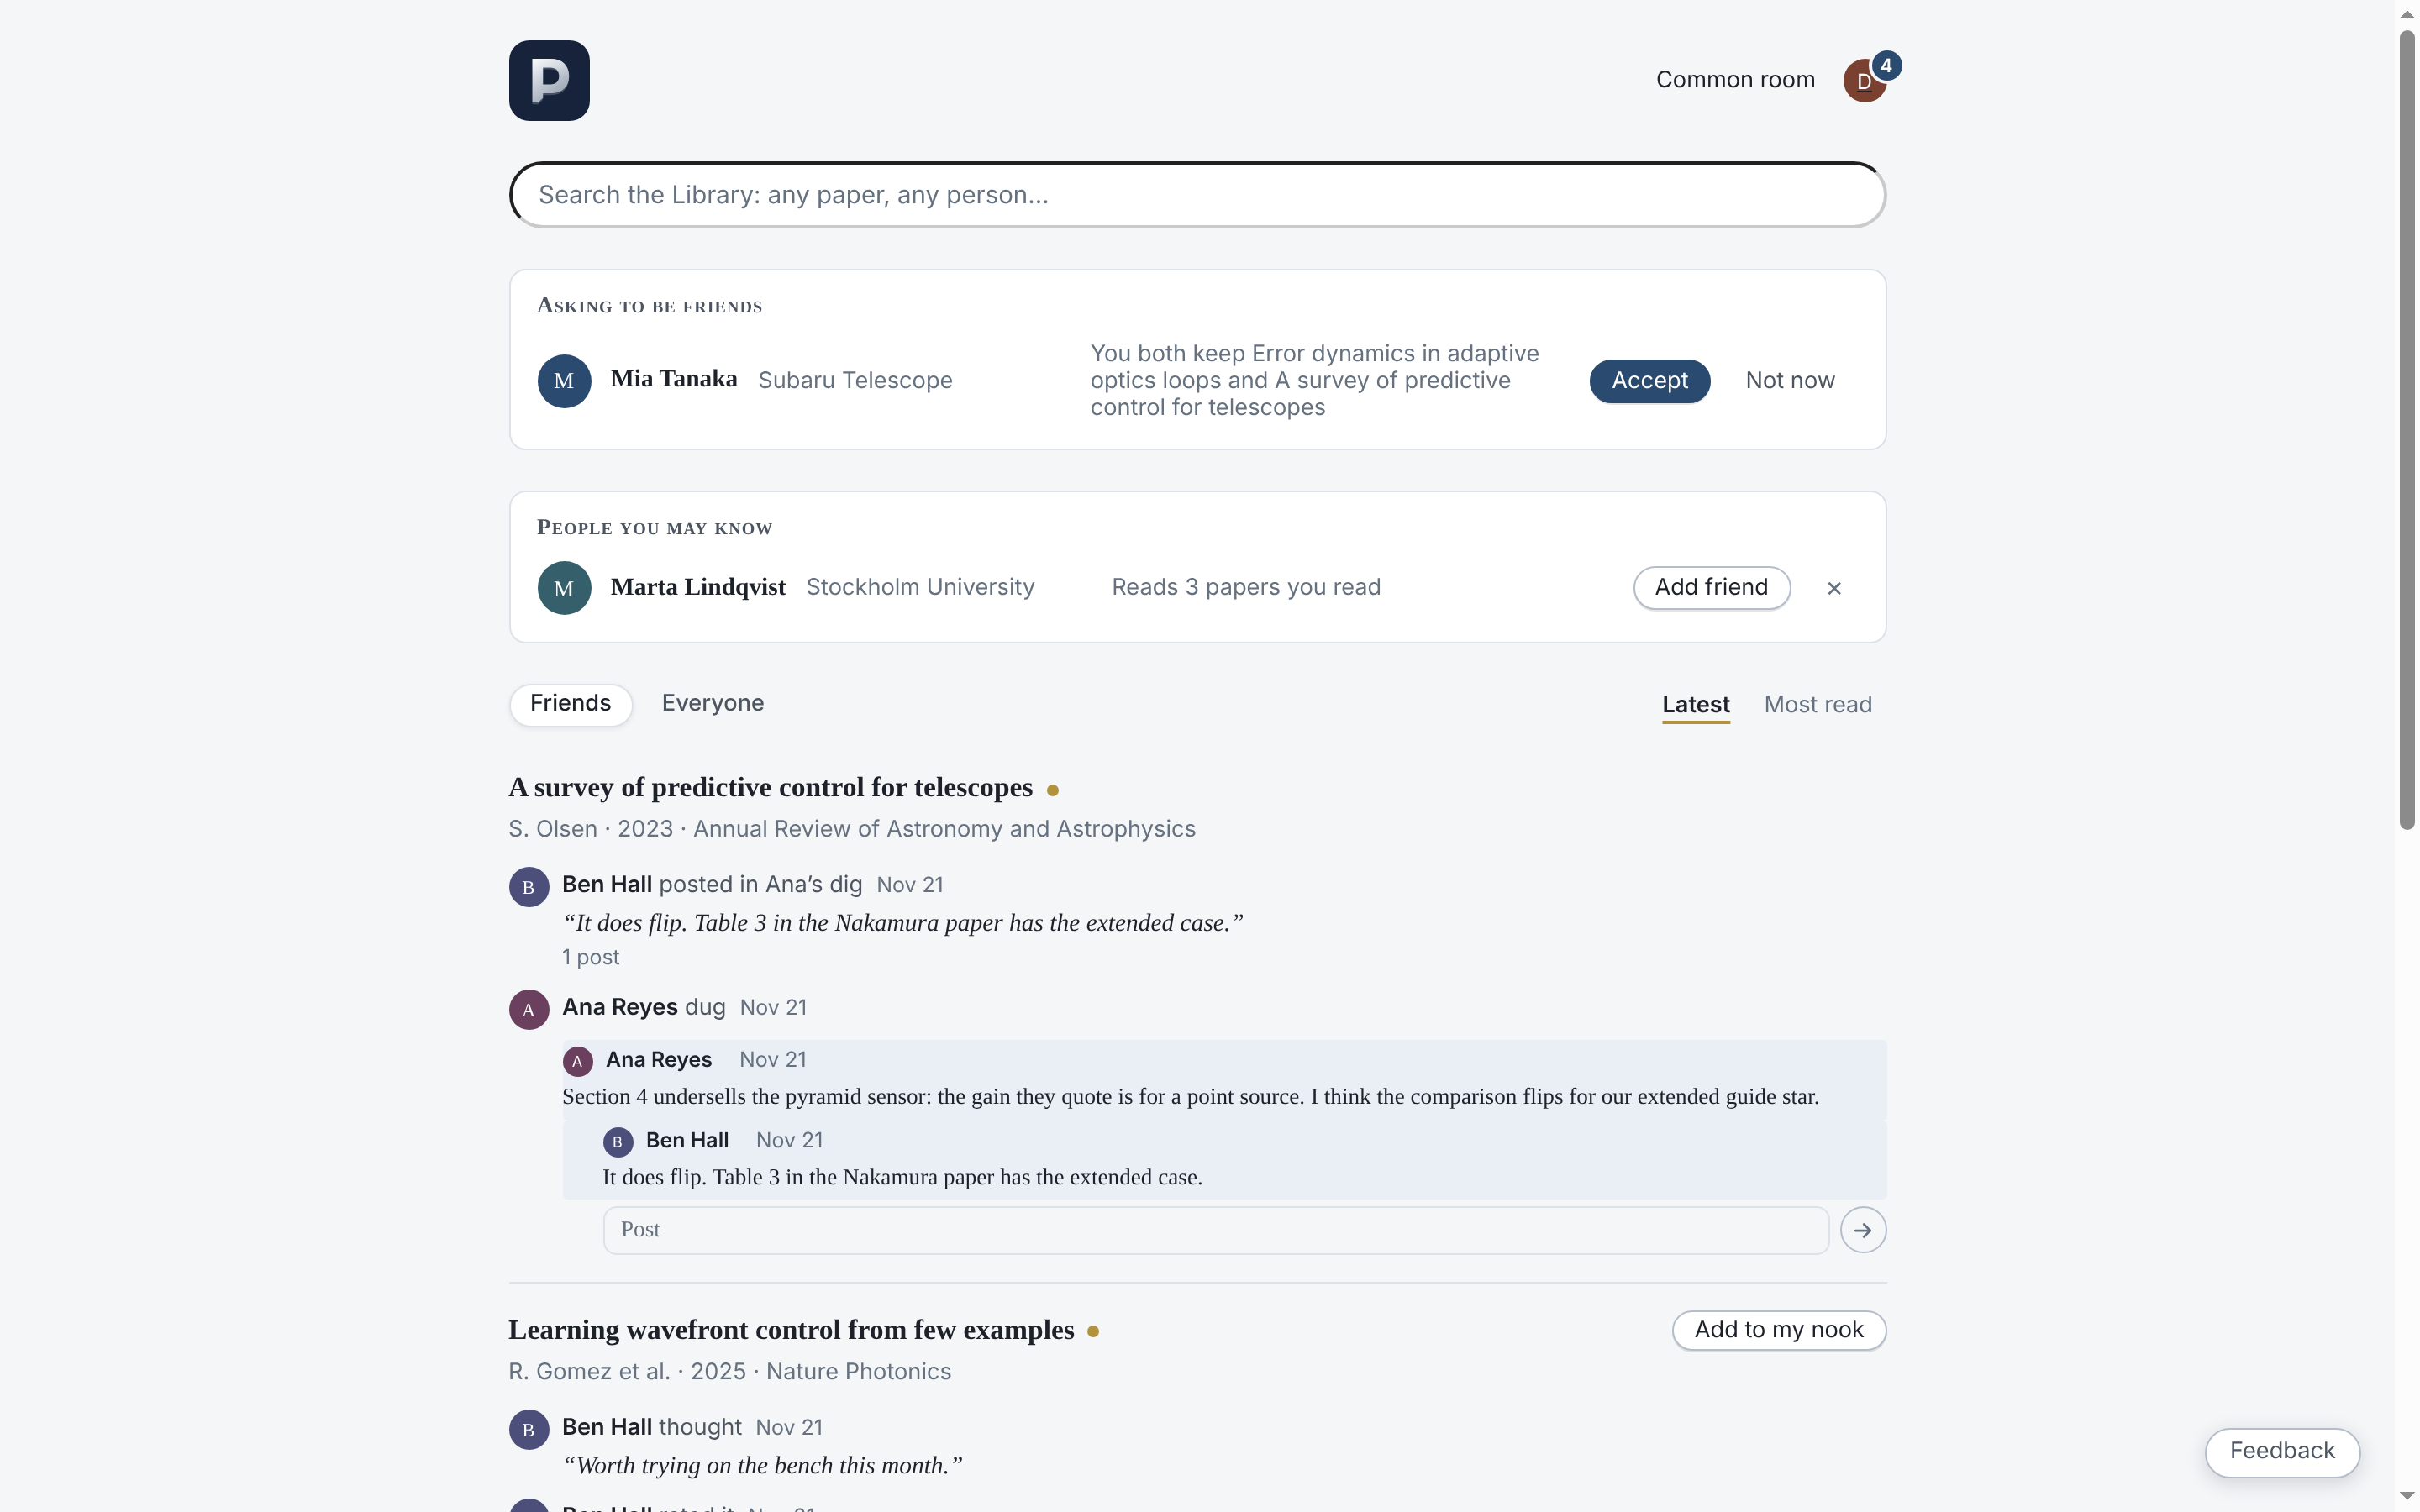 P
Common room
D
4
Search the Library: any paper, any person...
Asking to be friends
M
Mia Tanaka Subaru Telescope
You both keep Error dynamics in adaptive
optics loops and A survey of predictive
control for telescopes
Accept
Not now
People you may know
M
Marta Lindqvist Stockholm University
Reads 3 papers you read
Add friend
×
Friends Everyone
Latest Most read
A survey of predictive control for telescopes
S. Olsen · 2023 · Annual Review of Astronomy and Astrophysics
B
Ben Hall posted in Ana’s dig Nov 21
“It does flip. Table 3 in the Nakamura paper has the extended case.”
1 post
A
Ana Reyes dug Nov 21
A
Ana Reyes Nov 21
Section 4 undersells the pyramid sensor: the gain they quote is for a point source. I think the comparison flips for our extended guide star.
B
Ben Hall Nov 21
It does flip. Table 3 in the Nakamura paper has the extended case.
Post
Learning wavefront control from few examples
Add to my nook
R. Gomez et al. · 2025 · Nature Photonics
B
Ben Hall thought Nov 21
“Worth trying on the bench this month.”
Ben Hall rated it Nov 21
Feedback